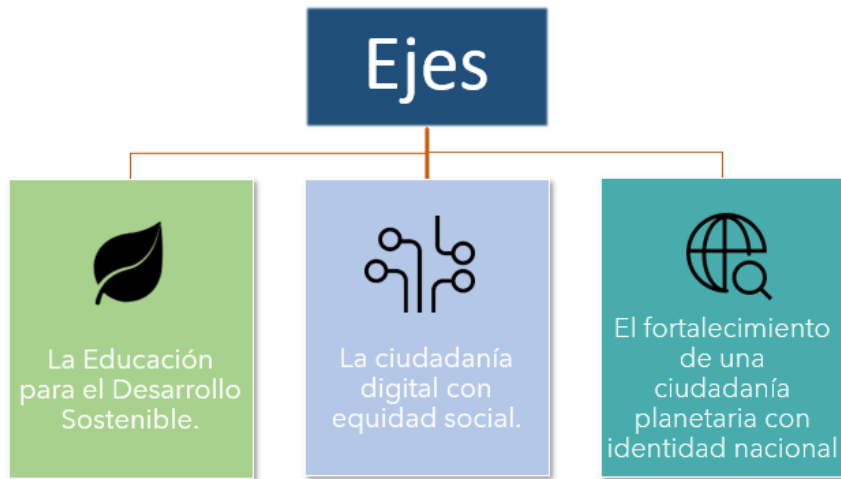 Ejes
La Educación
para el Desarrollo
Sostenible.
La ciudadanía
digital con
equidad social.
El fortalecimiento
de una
ciudadanía
planetaria con
identidad nacional